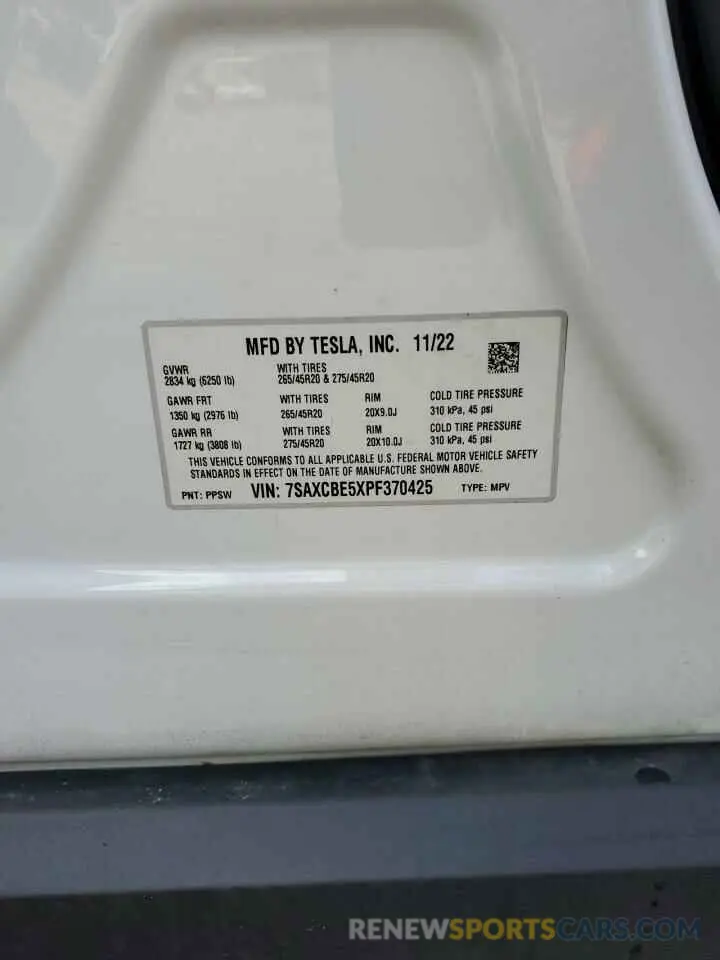 MFD BY TESLA, INC. 11/22
GVWR
2834 kg (6250 lb)
WITH TIRES
265/45R20 & 275/45R20
GAWR FRT
1350 kg (2976 lb)
WITH TIRES
265/45R20
RIM
20X9.0J
COLD TIRE PRESSURE
310 kPa, 45 psi
GAWR RR
1727 kg (3808 lb)
WITH TIRES
275/45R20
RIM
20X10.0J
COLD TIRE PRESSURE
310 kPa, 45 psi
THIS VEHICLE CONFORMS TO ALL APPLICABLE U.S. FEDERAL MOTOR VEHICLE SAFETY
STANDARDS IN EFFECT ON THE DATE OF MANUFACTURE SHOWN ABOVE.
PNT: PPSW VIN: 7SAXCBE5XPF370425 TYPE: MPV
RENEWSPORTSCARS.COM